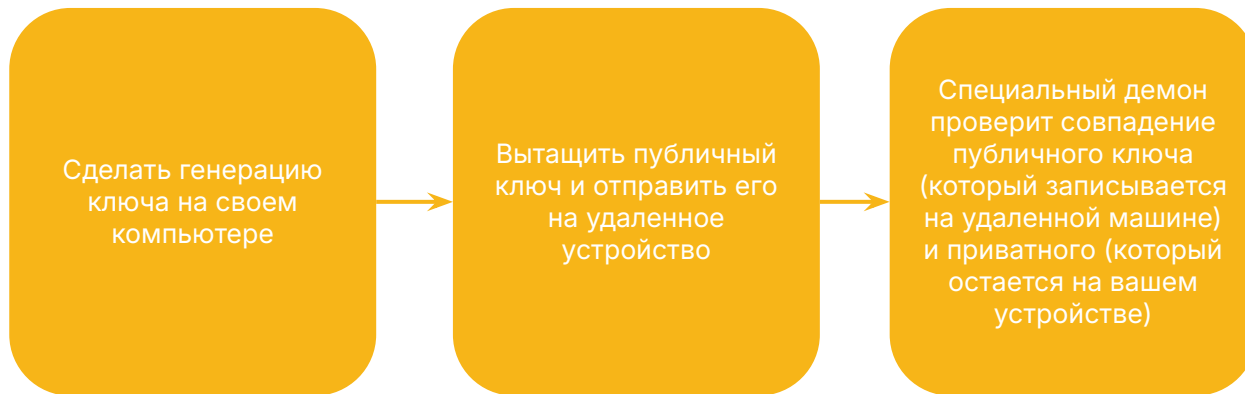 Сделать генерацию
ключа на своем
компьютере
Вытащить публичный
ключ и отправить его
на удаленное
устройство
Специальный демон
проверит совпадение
публичного ключа
(который записывается
на удаленной машине)
и приватного (который
остается на вашем
устройстве)